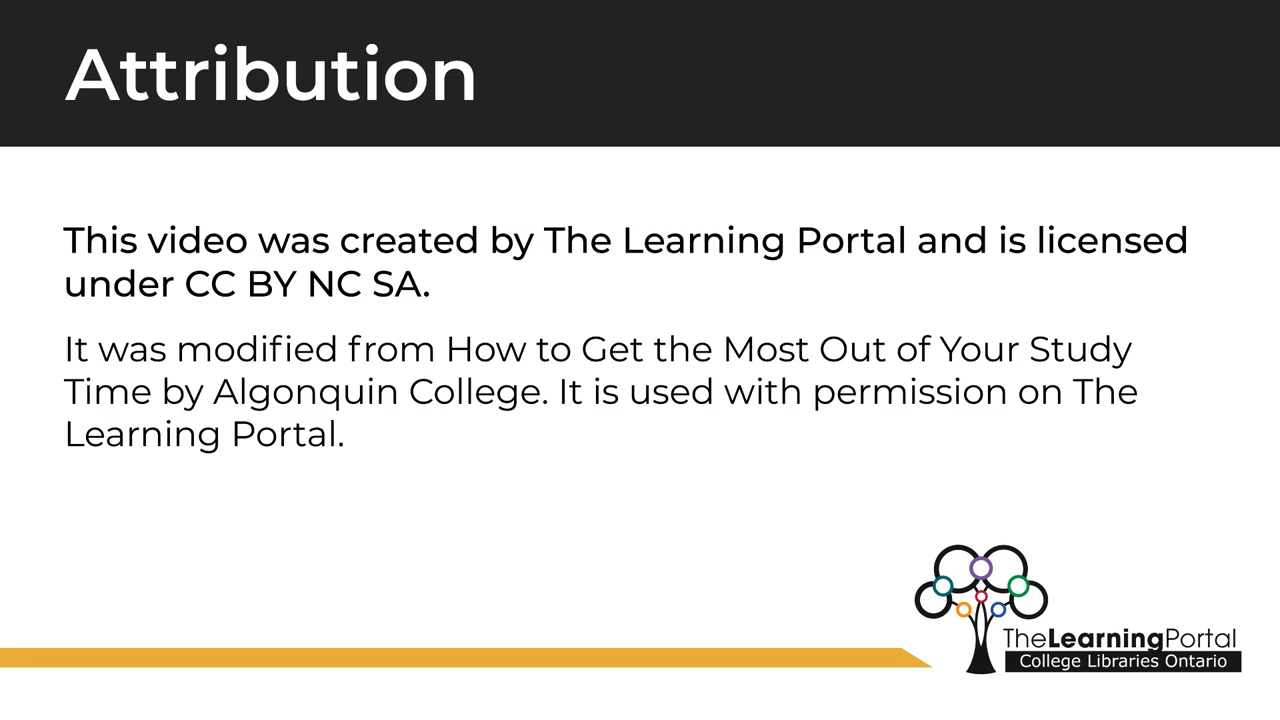 Attribution
This video was created by The Learning Portal and is licensed
under CC BY NC SA.
It was modified from How to Get the Most Out of Your Study
Time by Algonquin College. It is used with permission on The
Learning Portal.
TheLearningPortal
College Libraries Ontario